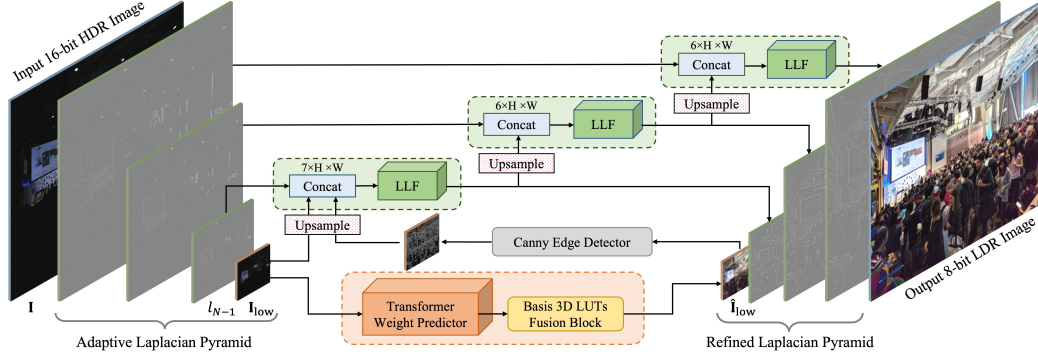 Input 16-bit HDR Image
6×H ×W
Concat
LLF
Upsample
6×H ×W
Concat
LLF
Upsample
7×H ×W
Concat
LLF
Upsample
Canny Edge Detector
Transformer
Weight Predictor
Basis 3D LUTs
Fusion Block
Output 8-bit LDR Image
I
l_{N−1}
I_low
Î_low
Adaptive Laplacian Pyramid
Refined Laplacian Pyramid